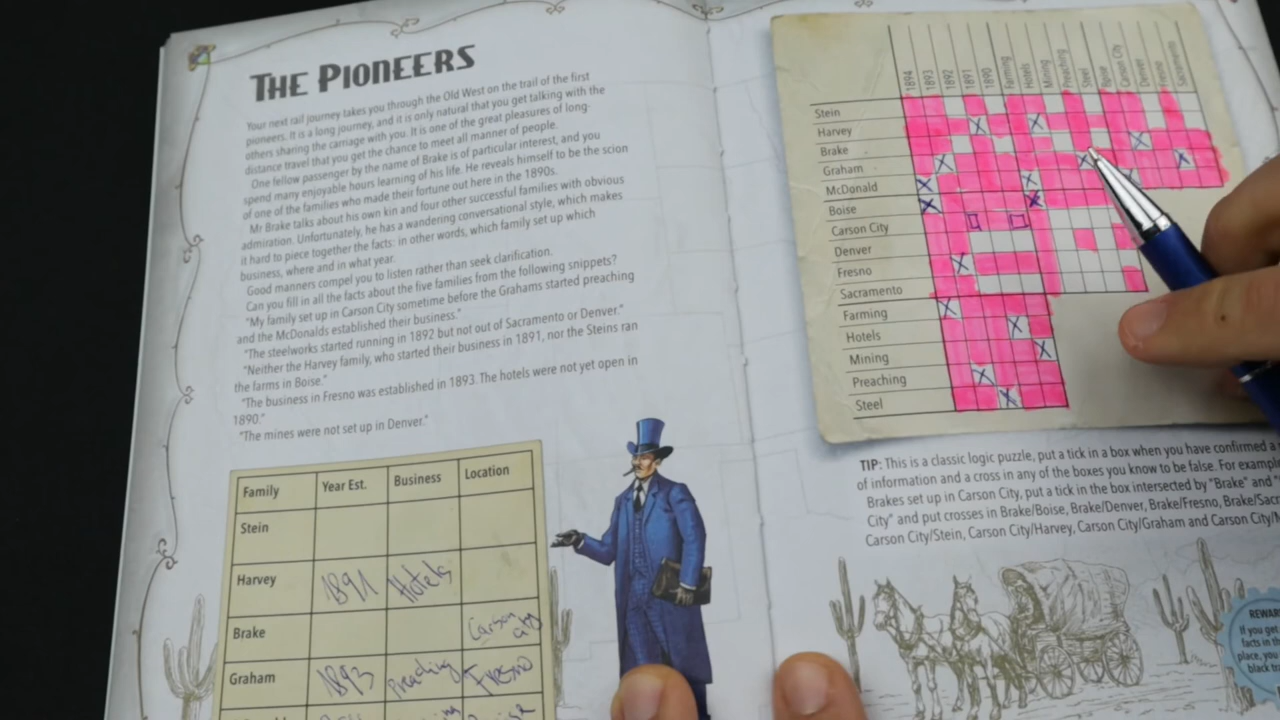 THE PIONEERS
Your next rail journey takes you through the Old West on the trail of the first
pioneers. It is a long journey, and it is only natural that you get talking with the
others sharing the carriage with you. It is one of the great pleasures of long-
distance travel that you get the chance to meet all manner of people.
One fellow passenger by the name of Brake is of particular interest, and you
spend many enjoyable hours learning of his life. He reveals himself to be the scion
of one of the families who made their fortune out here in the 1890s.
Mr Brake talks about his own kin and four other successful families with obvious
admiration. Unfortunately, he has a wandering conversational style, which makes
it hard to piece together the facts: in other words, which family set up which
business, where and in what year.
Good manners compel you to listen rather than seek clarification.
Can you fill in all the facts about the five families from the following snippets?
"My family set up in Carson City sometime before the Grahams started preaching
and the McDonalds established their business."
"The steelworks started running in 1892 but not out of Sacramento or Denver."
"Neither the Harvey family, who started their business in 1891, nor the Steins ran
the farms in Boise."
"The business in Fresno was established in 1893. The hotels were not yet open in
1890."
"The mines were not set up in Denver."
Family Year Est. Business Location
Stein
Harvey 1891 Hotels
Brake Carson City
Graham 1893 Preaching Fresno
1894 1893 1892 1891 1890 Farming Hotels Mining Preaching Steel Boise Carson City Denver Fresno Sacramento
Stein
Harvey
Brake
Graham
McDonald
Boise
Carson City
Denver
Fresno
Sacramento
Farming
Hotels
Mining
Preaching
Steel
TIP: This is a classic logic puzzle, put a tick in a box when you have confirmed a
of information and a cross in any of the boxes you know to be false. For example
Brakes set up in Carson City, put a tick in the box intersected by "Brake" and
City" and put crosses in Brake/Boise, Brake/Denver, Brake/Fresno, Brake/Sacr
Carson City/Stein, Carson City/Harvey, Carson City/Graham and Carson City/
REWAR
If you get
facts in th
place, you
black tr